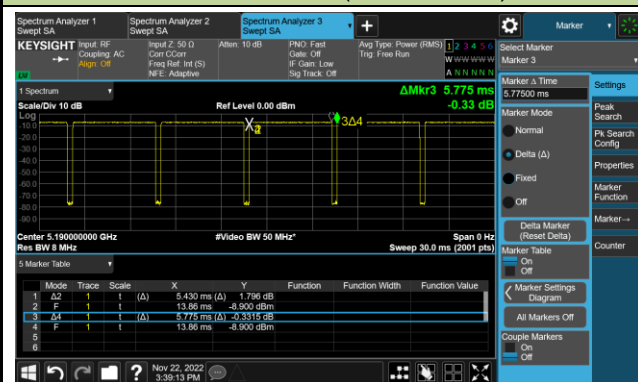 Spectrum Analyzer 1
Swept SA
Spectrum Analyzer 2
Swept SA
Spectrum Analyzer 3
Swept SA
+
Marker
KEYSIGHT
Input: RF
Coupling: AC
Align: Off
Input Z: 50 Ω
Corr CCorr
Freq Ref: Int (S)
NFE: Adaptive
Atten: 10 dB
PNO: Fast
Gate: Off
IF Gain: Low
Sig Track: Off
Avg Type: Power (RMS)
Trig: Free Run
1 2 3 4 5 6
W W W W W W
A N N N N N
LXI
Select Marker
Marker 3
1 Spectrum
ΔMkr3 5.775 ms
-0.33 dB
Scale/Div 10 dB
Ref Level 0.00 dBm
Log
-10.0
-20.0
-30.0
-40.0
-50.0
-60.0
-70.0
-80.0
-90.0
3Δ4
Center 5.190000000 GHz
Res BW 8 MHz
#Video BW 50 MHz*
Span 0 Hz
Sweep 30.0 ms (2001 pts)
5 Marker Table
Mode Trace Scale X Y Function Function Width Function Value
1 Δ2 1 t (Δ) 5.430 ms (Δ) 1.796 dB
2 F 1 t 13.86 ms -8.900 dBm
3 Δ4 1 t (Δ) 5.775 ms (Δ) -0.3315 dB
4 F 1 t 13.86 ms -8.900 dBm
5
6
Marker Δ Time
5.77500 ms
Marker Mode
Normal
Delta (Δ)
Fixed
Off
Delta Marker
(Reset Delta)
Marker Table
On
Off
Marker Settings
Diagram
All Markers Off
Couple Markers
On
Off
Settings
Peak
Search
Pk Search
Config
Properties
Marker
Function
Marker→
Counter
?
Nov 22, 2022
3:39:13 PM